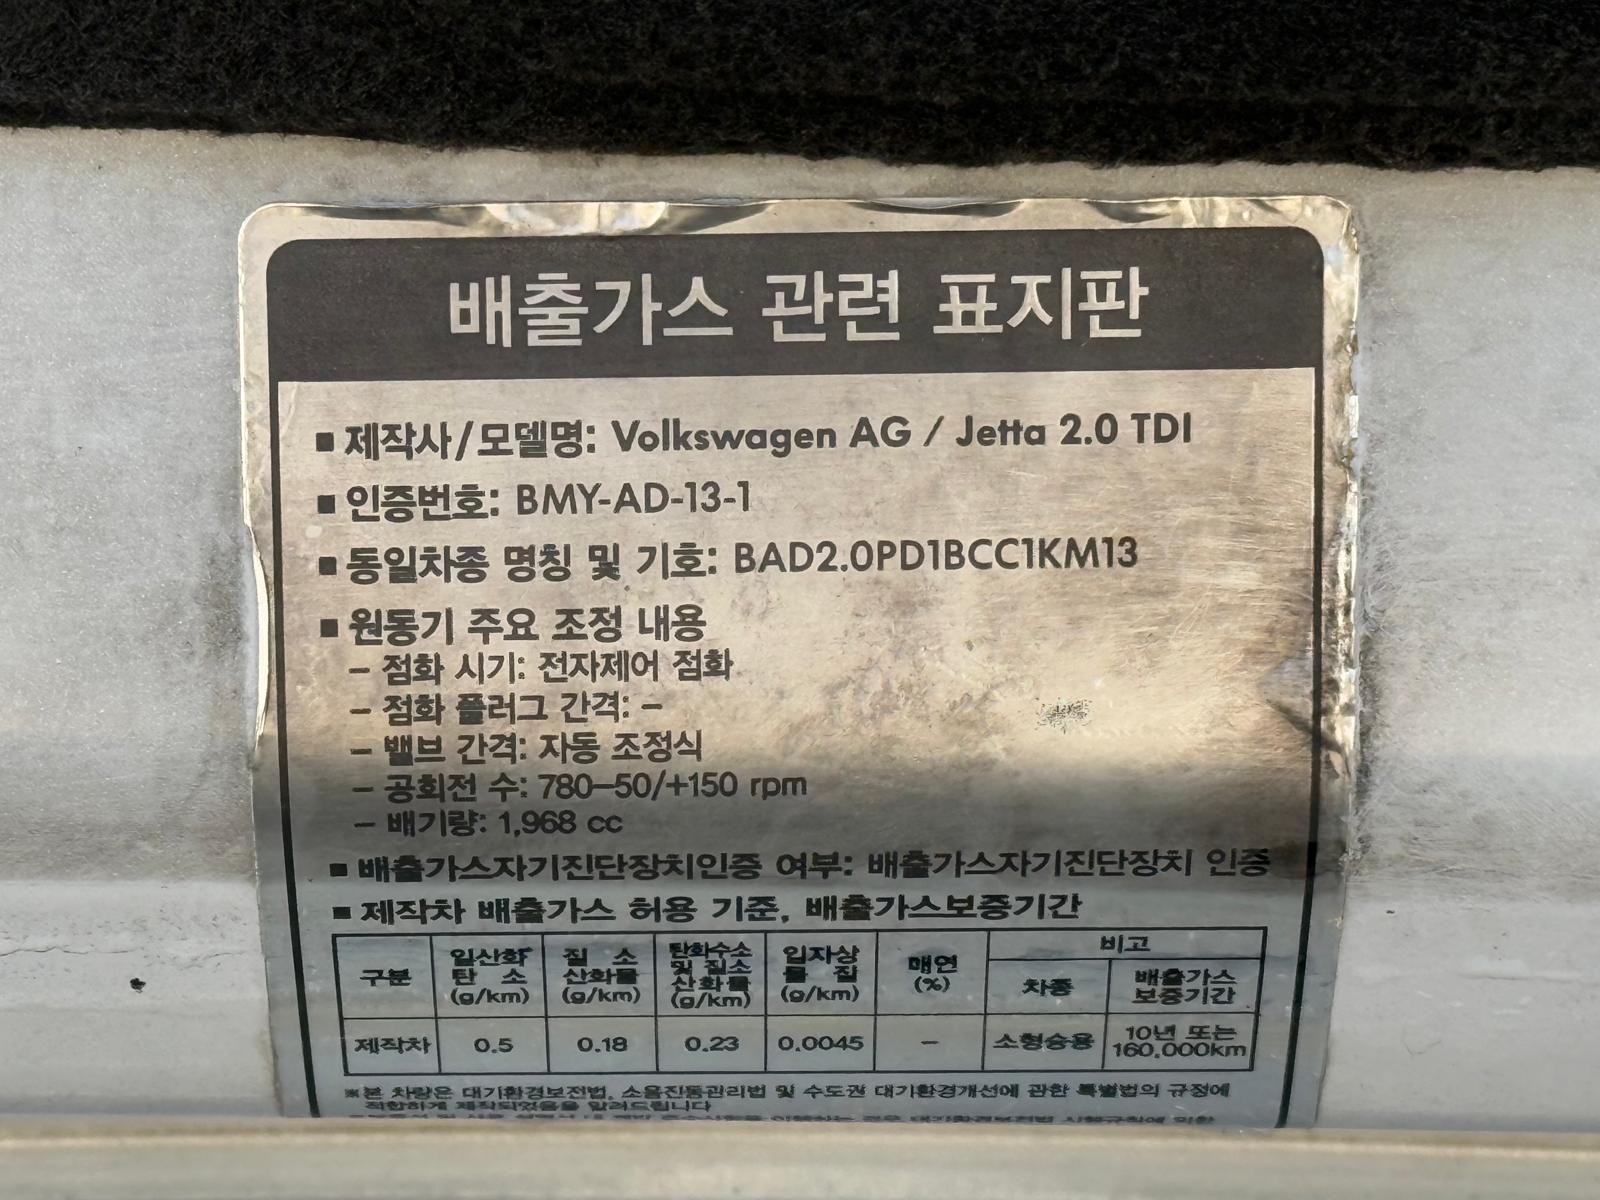 배출가스 관련 표지판
■ 제작사/모델명: Volkswagen AG / Jetta 2.0 TDI
■ 인증번호: BMY-AD-13-1
■ 동일차종 명칭 및 기호: BAD2.0PD1BCC1KM13
■ 원동기 주요 조정 내용
– 점화 시기: 전자제어 점화
– 점화 플러그 간격: –
– 밸브 간격: 자동 조정식
– 공회전 수: 780–50/+150 rpm
– 배기량: 1,968 cc
■ 배출가스자기진단장치인증 여부: 배출가스자기진단장치 인증
■ 제작차 배출가스 허용 기준, 배출가스보증기간
구분 일산화탄소 (g/km) 질소산화물 (g/km) 탄화수소 및 질소산화물 (g/km) 입자상물질 (g/km) 매연 (%) 비고
차종 배출가스 보증기간
제작차 0.5 0.18 0.23 0.0045 – 소형승용 10년 또는 160,000km
※본 차량은 대기환경보전법, 소음진동관리법 및 수도권 대기환경개선에 관한 특별법의 규정에
적합하게 제작되었음을 알려드립니다